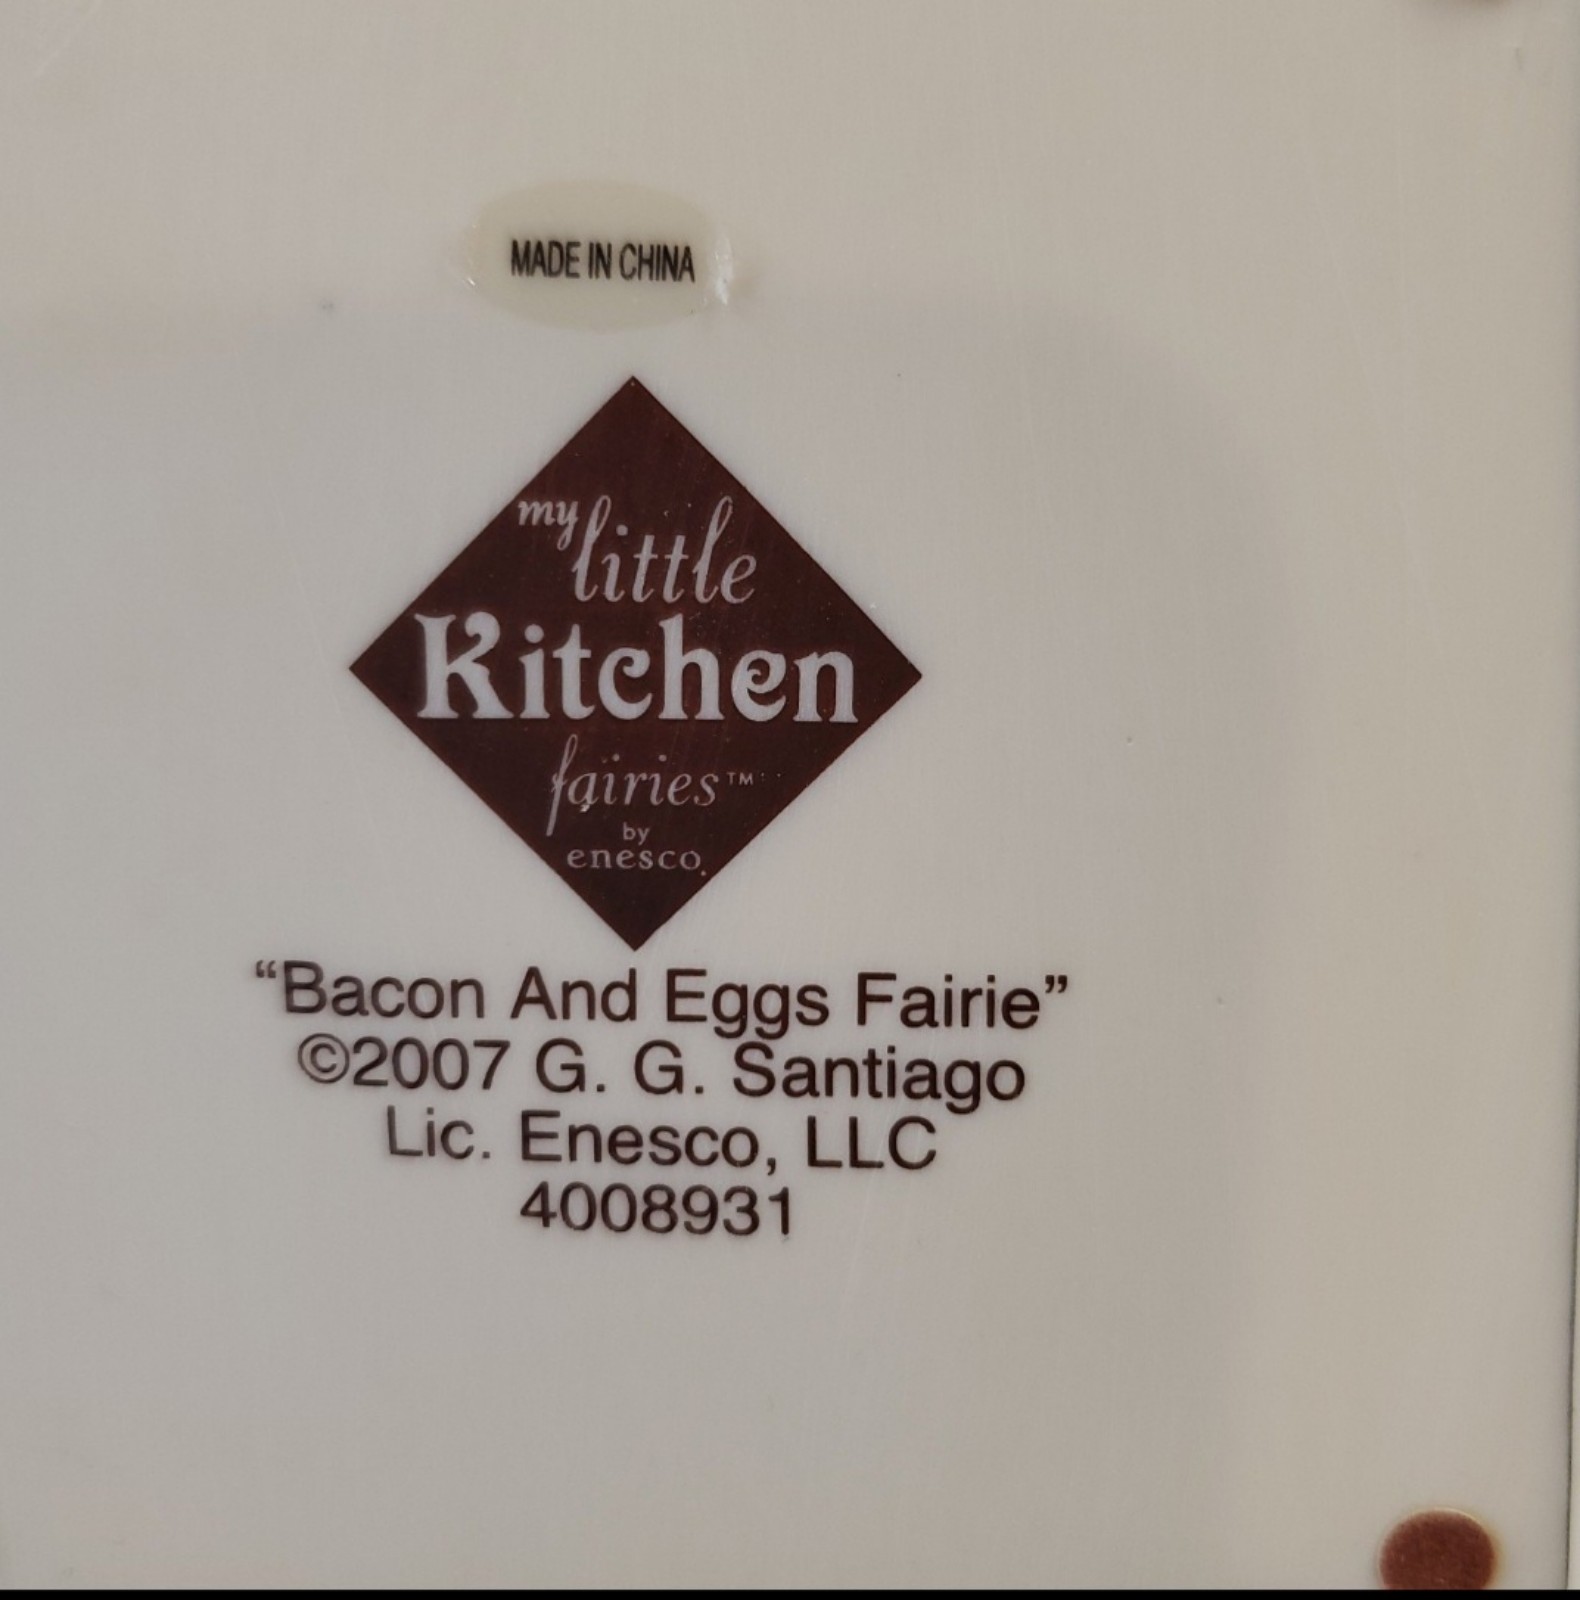 MADE IN CHINA
my little
Kitchen
fairies™
by
enesco.
“Bacon And Eggs Fairie”
©2007 G. G. Santiago
Lic. Enesco, LLC
4008931